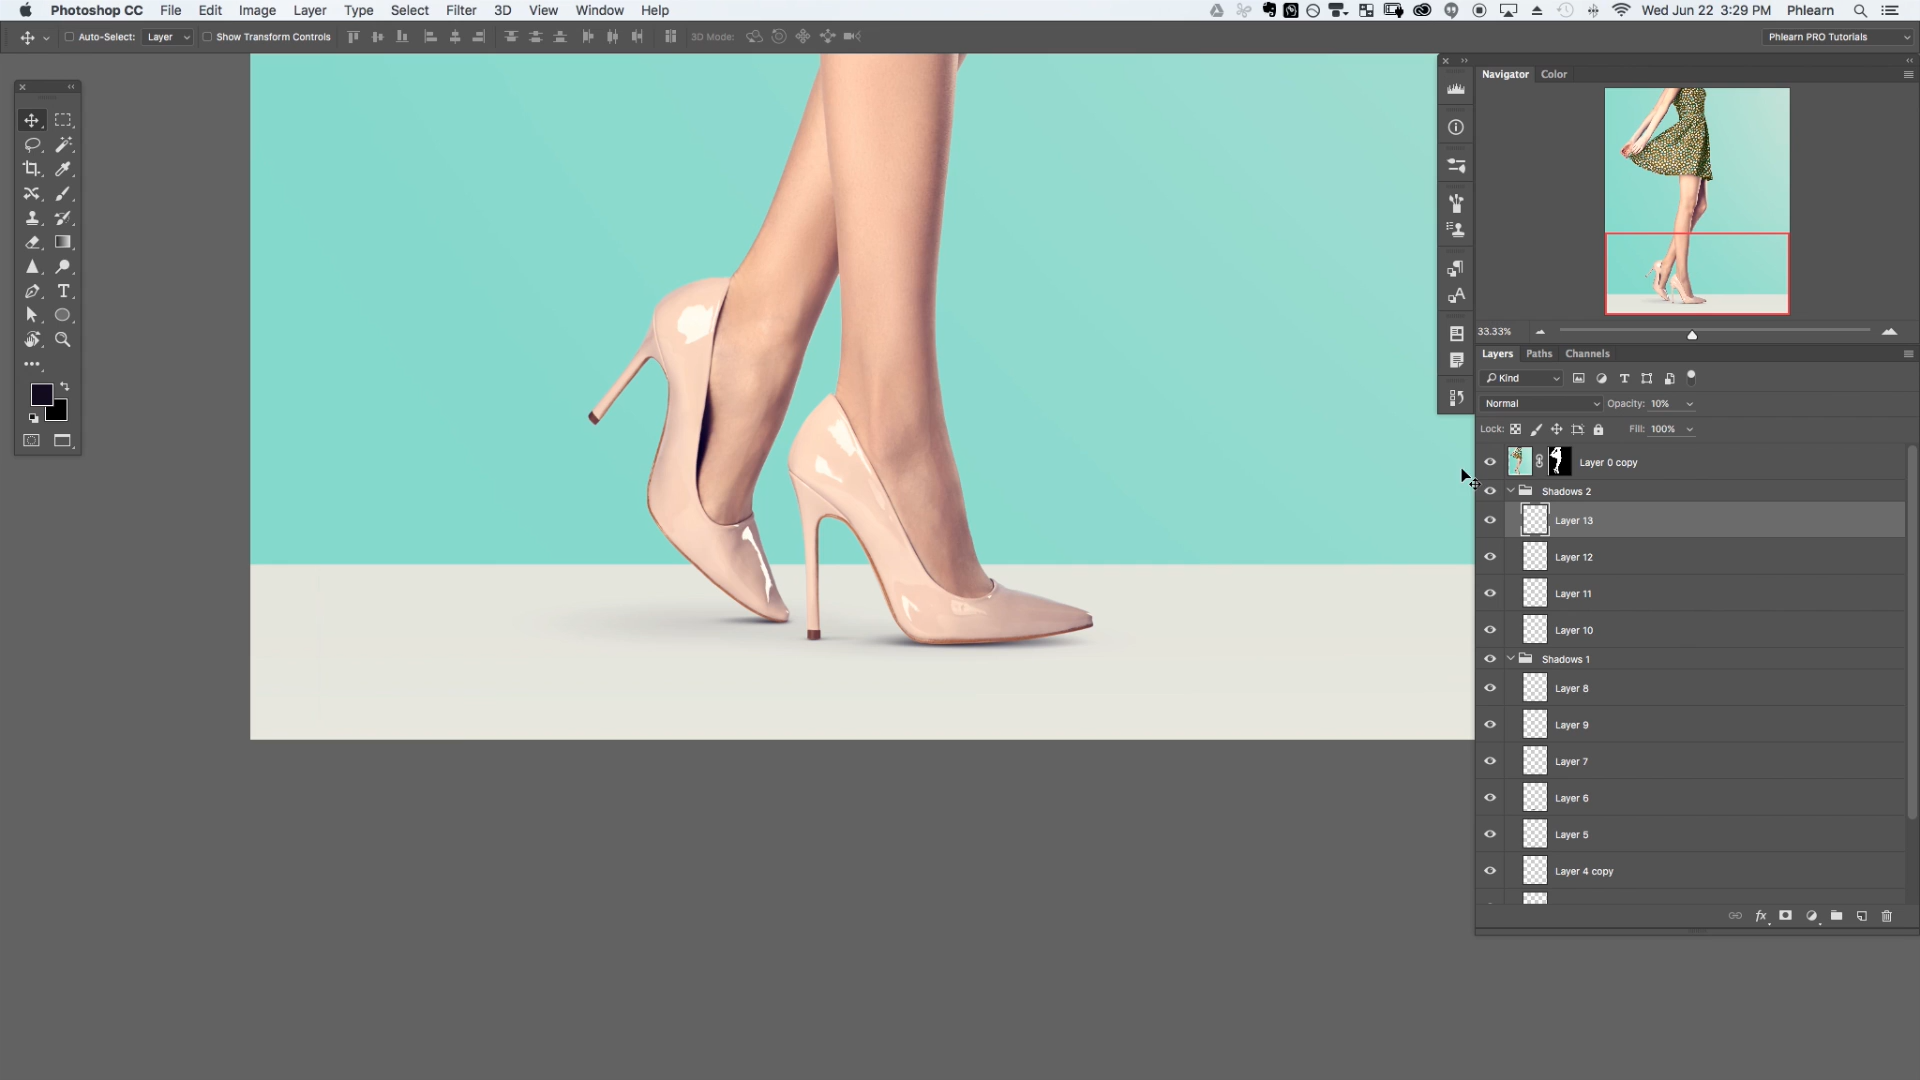 Photoshop CC File Edit Image Layer Type Select Filter 3D View Window Help Wed Jun 22 3:29 PM Phlearn
Auto-Select: Layer Show Transform Controls 3D Mode: Phlearn PRO Tutorials
Navigator Color
33.33%
Layers Paths Channels
Kind
Normal Opacity: 10%
Lock: Fill: 100%
Layer 0 copy
Shadows 2
Layer 13
Layer 12
Layer 11
Layer 10
Shadows 1
Layer 8
Layer 9
Layer 7
Layer 6
Layer 5
Layer 4 copy
fx